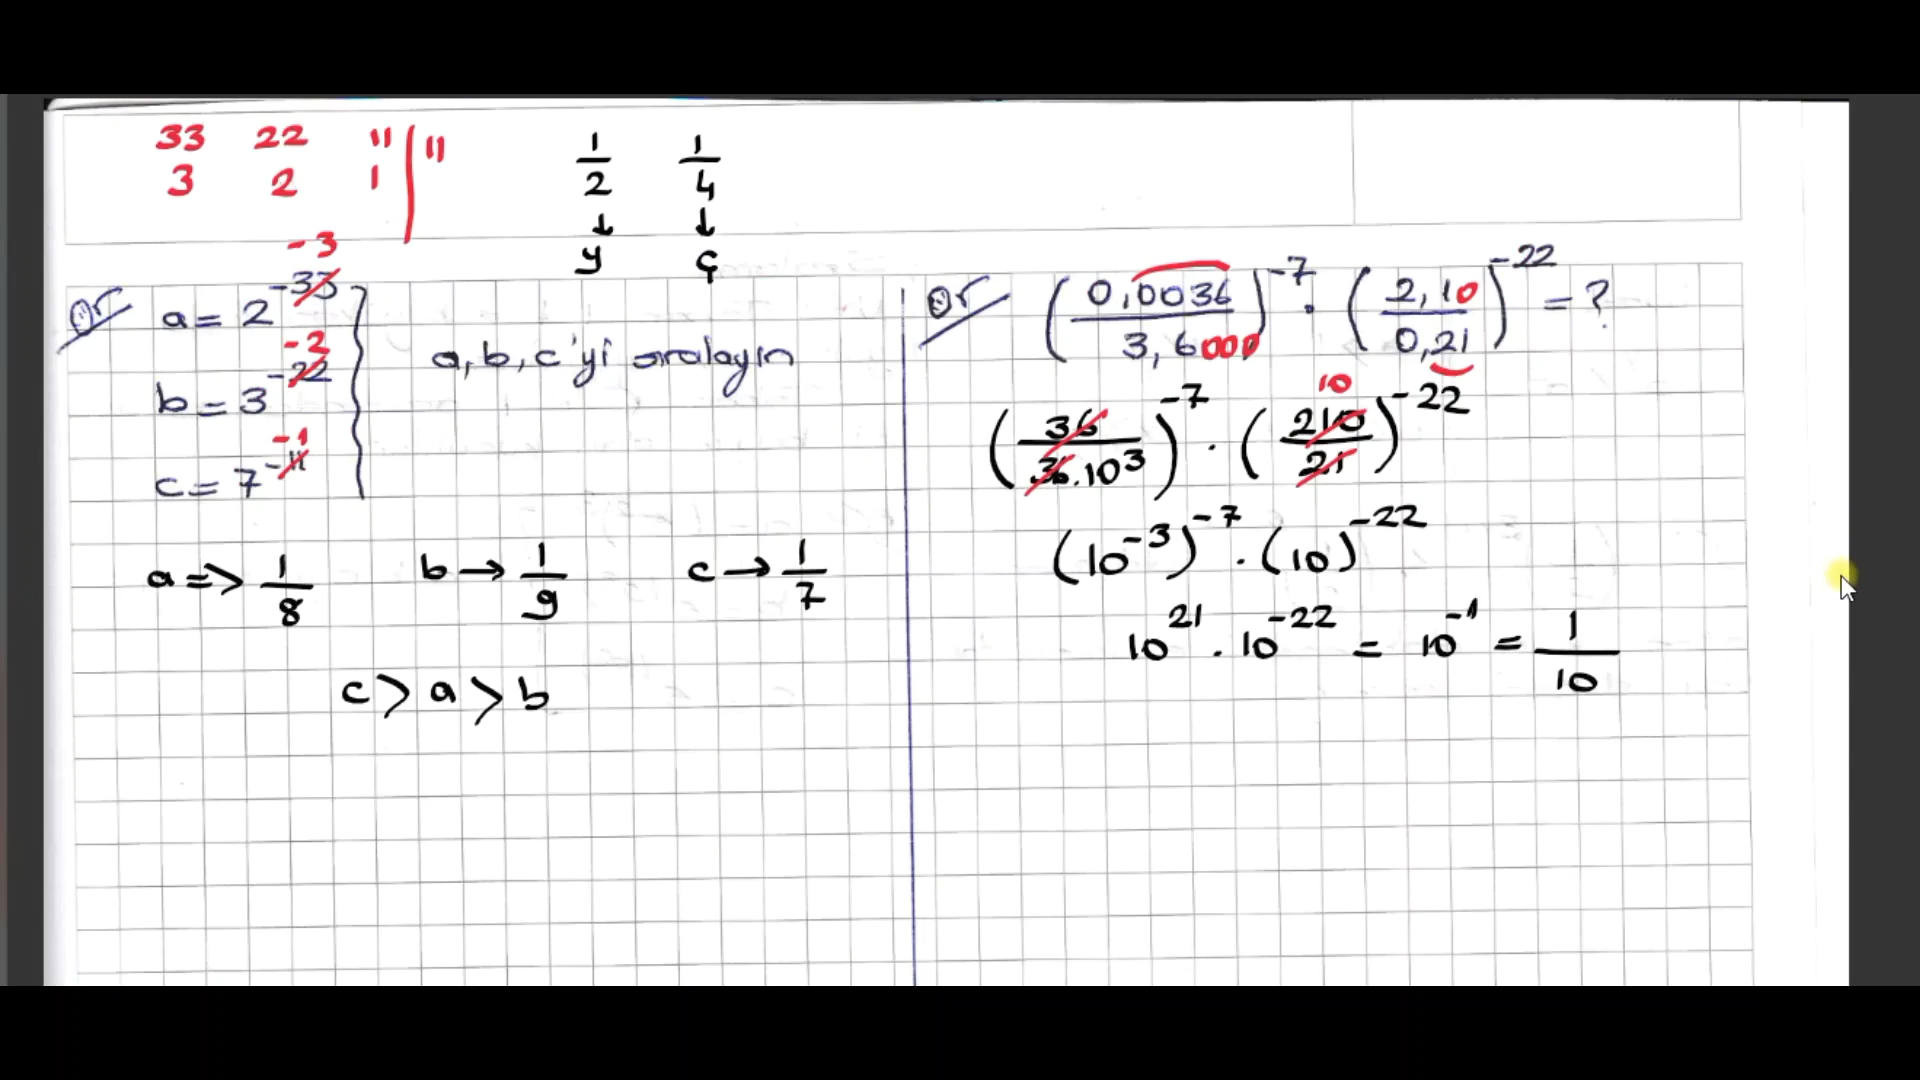 33 22 11 | 11
3 2 1
1/2 1/4
↓ ↓
y ç
Ör a = 2^-33 -3
b = 3^-22 -2
c = 7^-11 -1
a, b, c'yi sıralayın
a => 1/8 b → 1/9 c → 1/7
c > a > b
Ör (0,0036/3,6000)^-7 . (2,10/0,21)^-22 = ?
(36/36.10^3)^-7 . (210/21)^-22 10
(10^-3)^-7 . (10)^-22
10^21 . 10^-22 = 10^-1 = 1/10